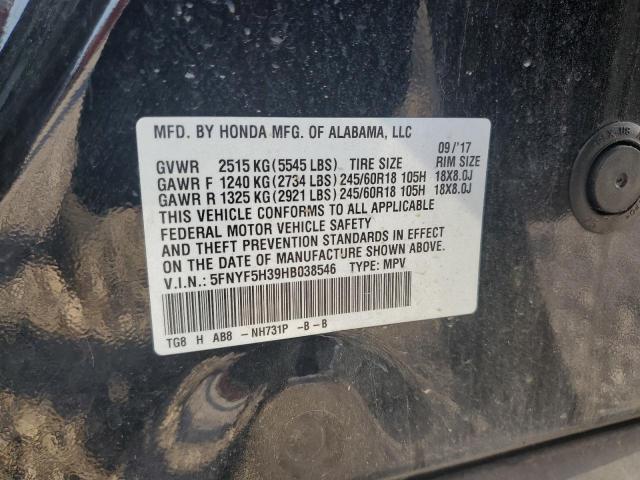 MFD. BY HONDA MFG. OF ALABAMA, LLC
09/'17
GVWR 2515 KG (5545 LBS) TIRE SIZE RIM SIZE
GAWR F 1240 KG (2734 LBS) 245/60R18 105H 18X8.0J
GAWR R 1325 KG (2921 LBS) 245/60R18 105H 18X8.0J
THIS VEHICLE CONFORMS TO ALL APPLICABLE
FEDERAL MOTOR VEHICLE SAFETY
AND THEFT PREVENTION STANDARDS IN EFFECT
ON THE DATE OF MANUFACTURE SHOWN ABOVE.
V.I.N.: 5FNYF5H39HB038546 TYPE: MPV
TG8 H AB8 - NH731P - B - B